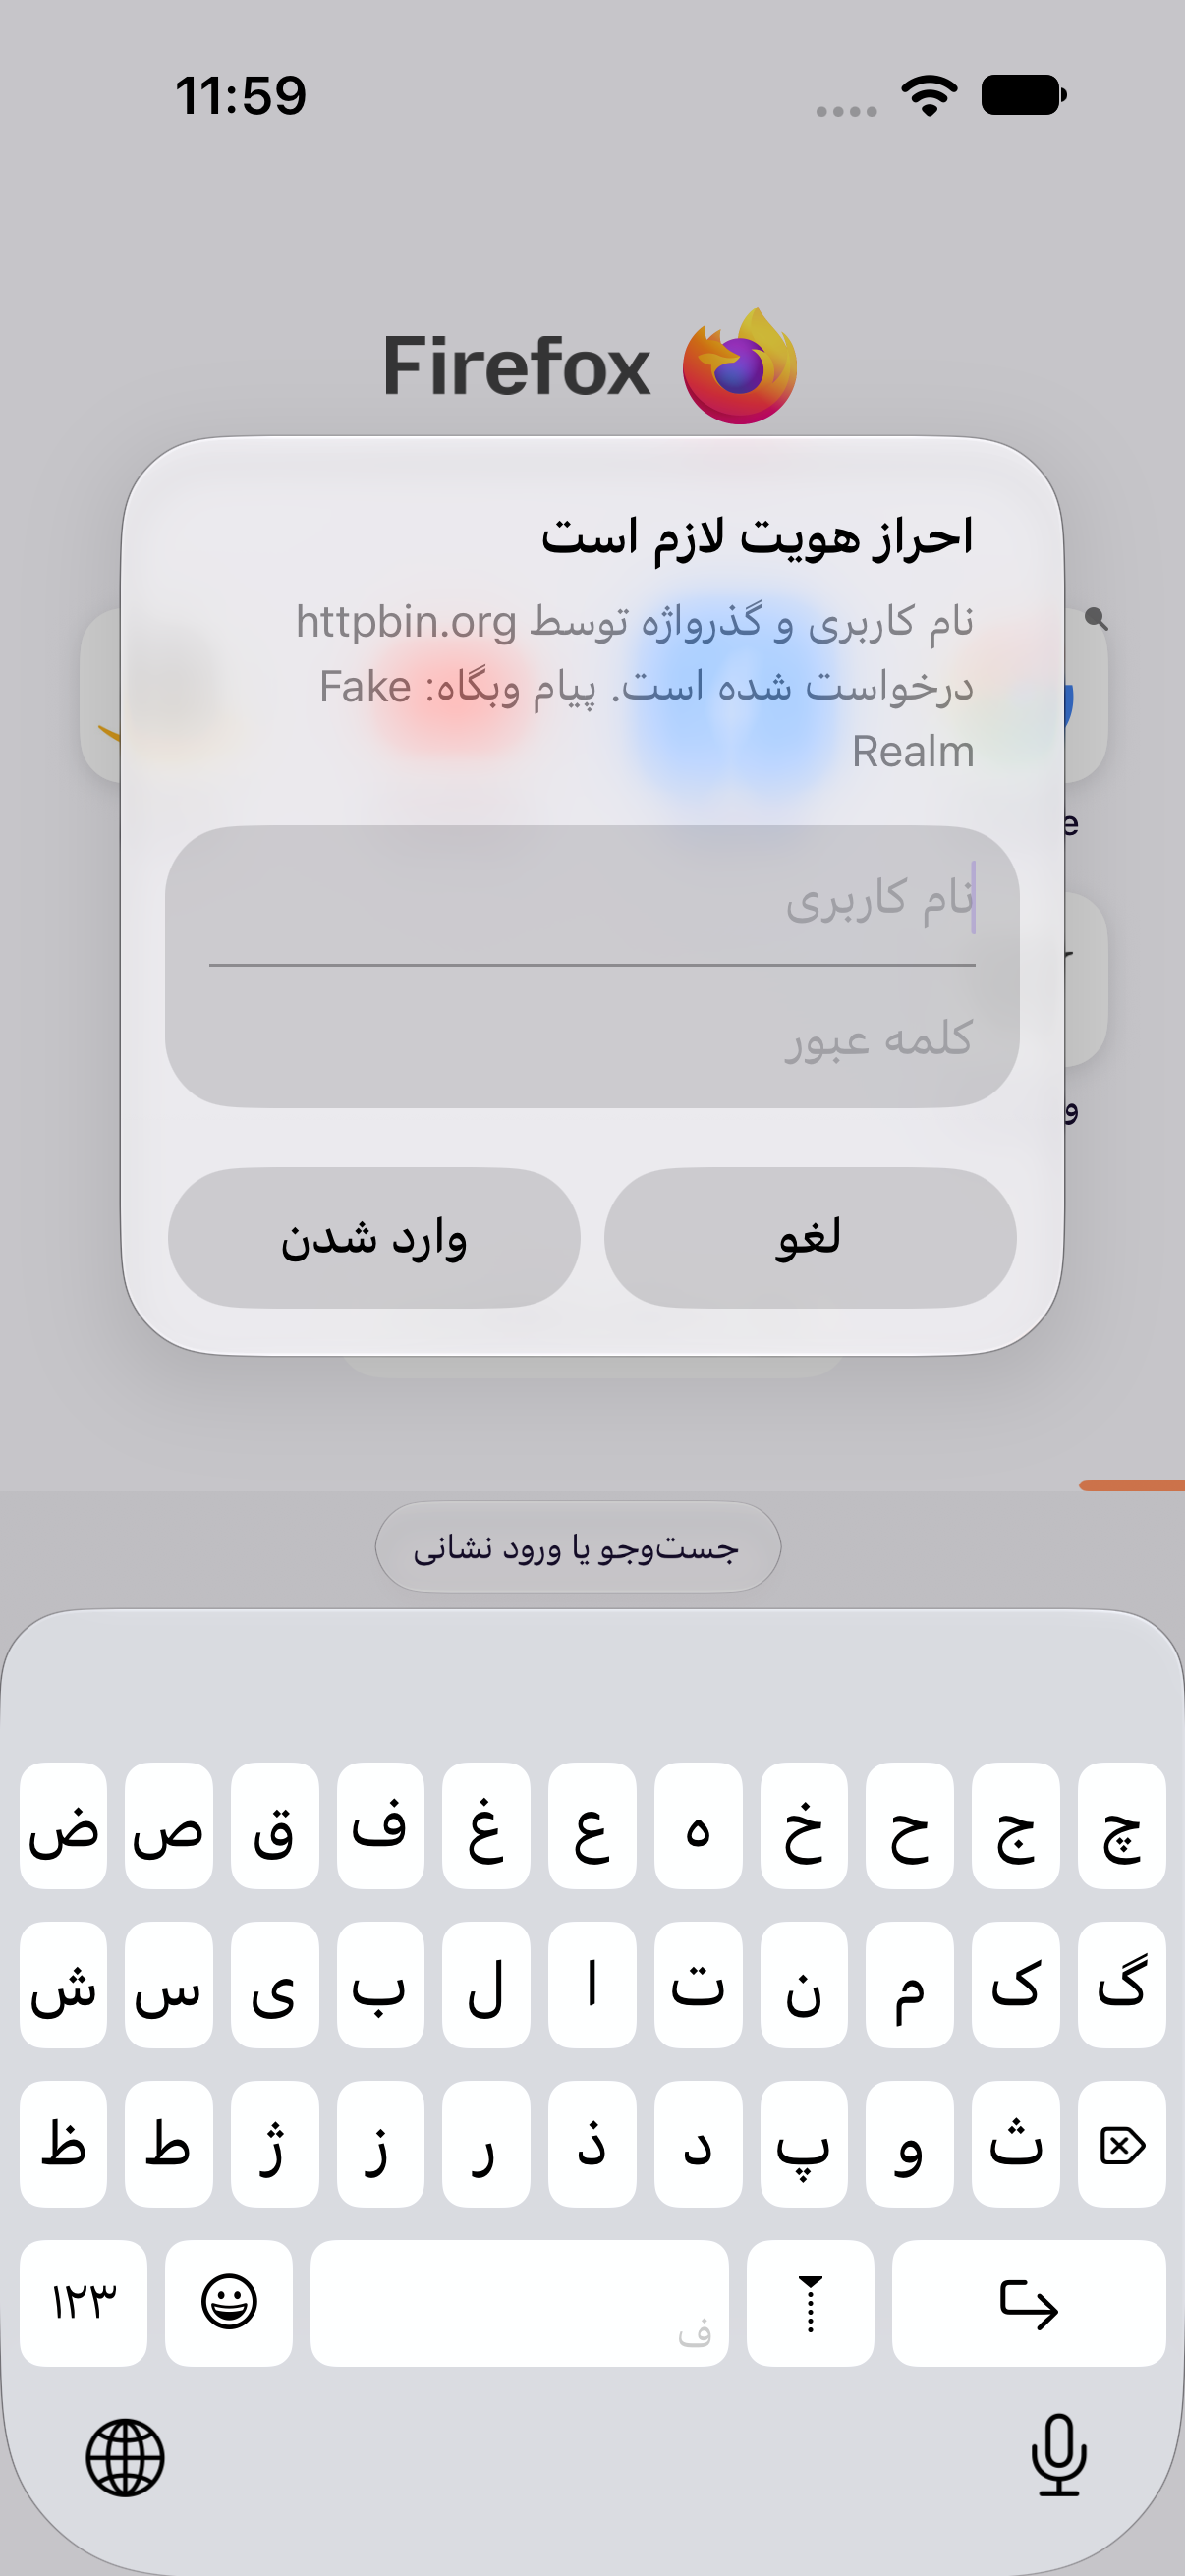 11:59
Firefox
احراز هویت لازم است
نام کاربری و گذرواژه توسط httpbin.org
درخواست شده است. پیام وبگاه: Fake
Realm
نام کاربری
کلمه عبور
لغو
وارد شدن
جست‌وجو یا ورود نشانی
ض ص ق ف غ ع ه خ ح ج چ
ش س ی ب ل ا ت ن م ک گ
ظ ط ژ ز ر ذ د پ و ث
۱۲۳
ف